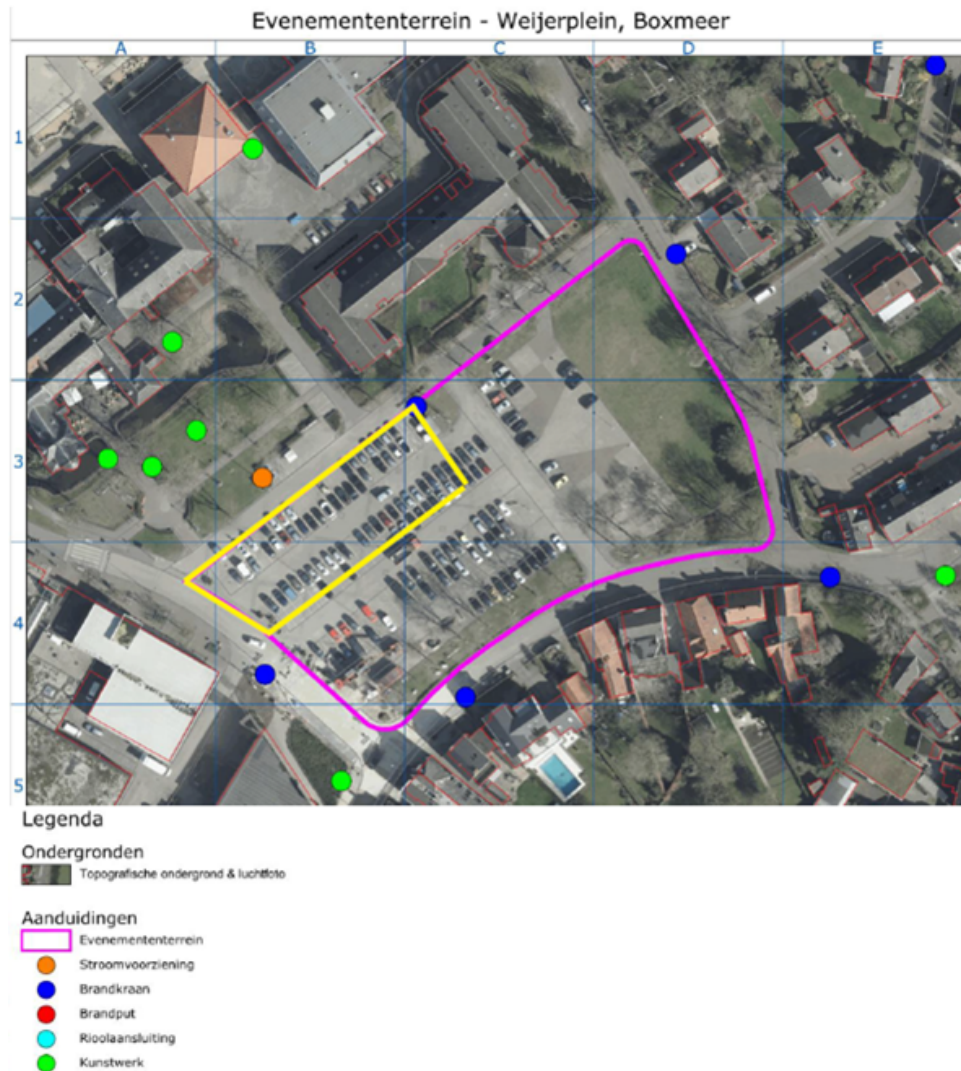 Evenemententerrein - Weijerplein, Boxmeer
A B C D E
1
2
3
4
5
Legenda
Ondergronden
Topografische ondergrond & luchtfoto
Aanduidingen
Evenemententerrein
Stroomvoorziening
Brandkraan
Brandput
Rioolaansluiting
Kunstwerk